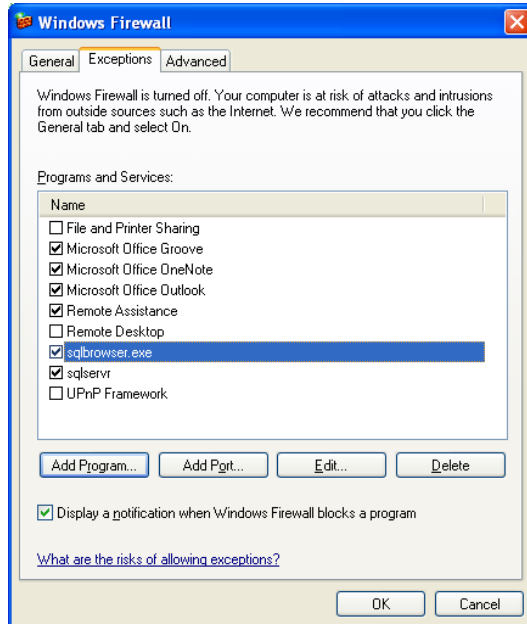 Windows Firewall
General Exceptions Advanced
Windows Firewall is turned off. Your computer is at risk of attacks and intrusions
from outside sources such as the Internet. We recommend that you click the
General tab and select On.
Programs and Services:
Name
File and Printer Sharing
Microsoft Office Groove
Microsoft Office OneNote
Microsoft Office Outlook
Remote Assistance
Remote Desktop
sqlbrowser.exe
sqlservr
UPnP Framework
Add Program... Add Port... Edit... Delete
Display a notification when Windows Firewall blocks a program
What are the risks of allowing exceptions?
OK Cancel